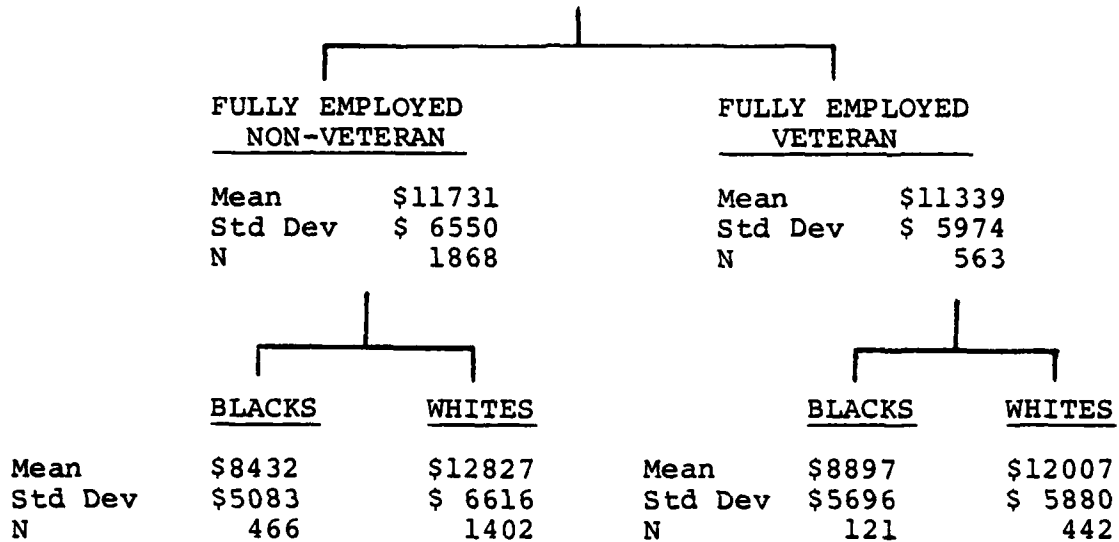 FULLY EMPLOYED FULLY EMPLOYED
NON-VETERAN VETERAN
Mean $11731 Mean $11339
Std Dev $ 6550 Std Dev $ 5974
N 1868 N 563
BLACKS WHITES BLACKS WHITES
Mean $8432 $12827 Mean $8897 $12007
Std Dev $5083 $ 6616 Std Dev $5696 $ 5880
N 466 1402 N 121 442